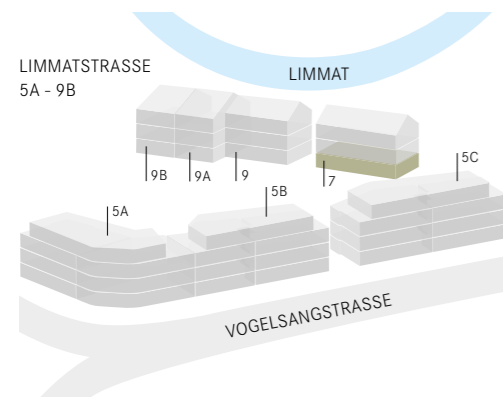 LIMMATSTRASSE
5A - 9B
LIMMAT
9B
9A
9
7
5C
5A
5B
VOGELSANGSTRASSE